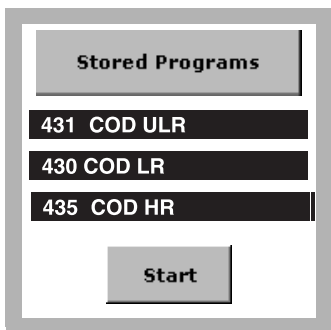 Stored Programs
431 COD ULR
430 COD LR
435 COD HR
Start